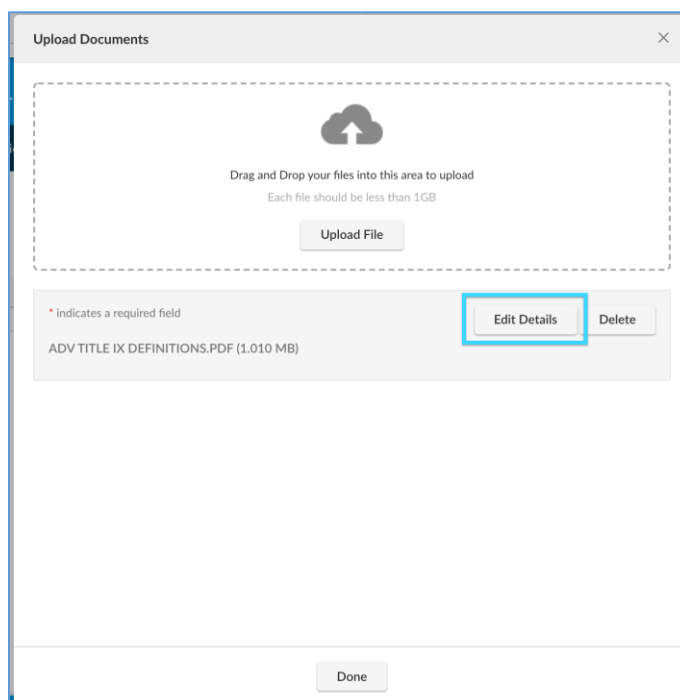 Upload Documents
Drag and Drop your files into this area to upload
Each file should be less than 1GB
Upload File
* indicates a required field
Edit Details
Delete
ADV TITLE IX DEFINITIONS.PDF (1.010 MB)
Done